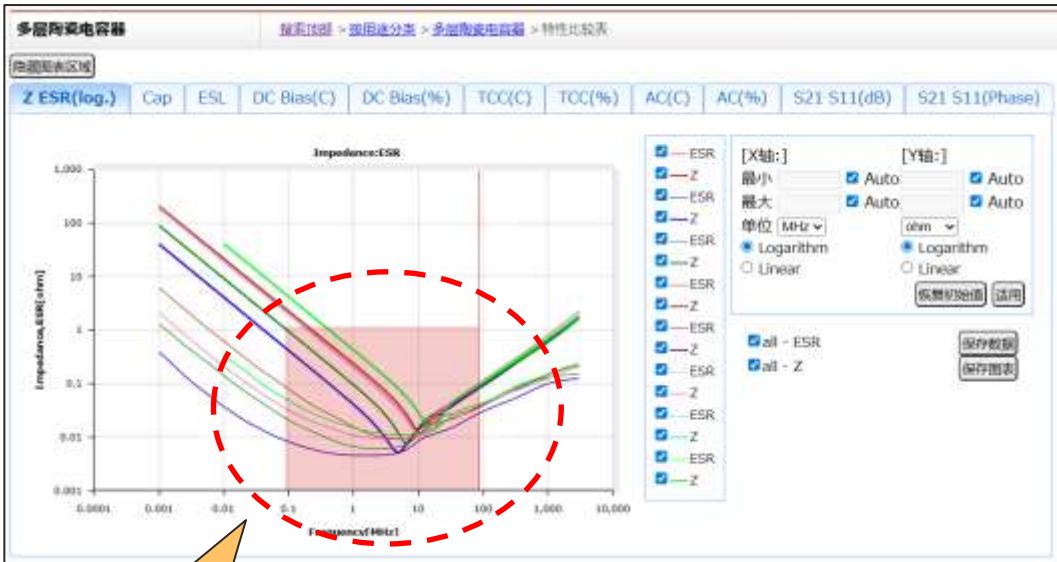 多层陶瓷电容器
搜索顶部 > 按用途分类 > 多层陶瓷电容器 > 特性比较表
隐藏图表区域
Z ESR(log.) Cap ESL DC Bias(C) DC Bias(%) TCC(C) TCC(%) AC(C) AC(%) S21 S11(dB) S21 S11(Phase)
Impedance:ESR
1,000
100
10
1
0.1
0.01
0.001
Impedance,ESR[ohm]
0.0001 0.001 0.01 0.1 1 10 100 1,000 10,000
Frequency[MHz]
ESR
Z
ESR
Z
ESR
Z
ESR
Z
ESR
Z
ESR
Z
ESR
Z
ESR
Z
[X轴:] [Y轴:]
最小 Auto Auto
最大 Auto Auto
单位 MHz ohm
Logarithm Logarithm
Linear Linear
恢复初始值 适用
all - ESR 保存数据
all - Z 保存图表